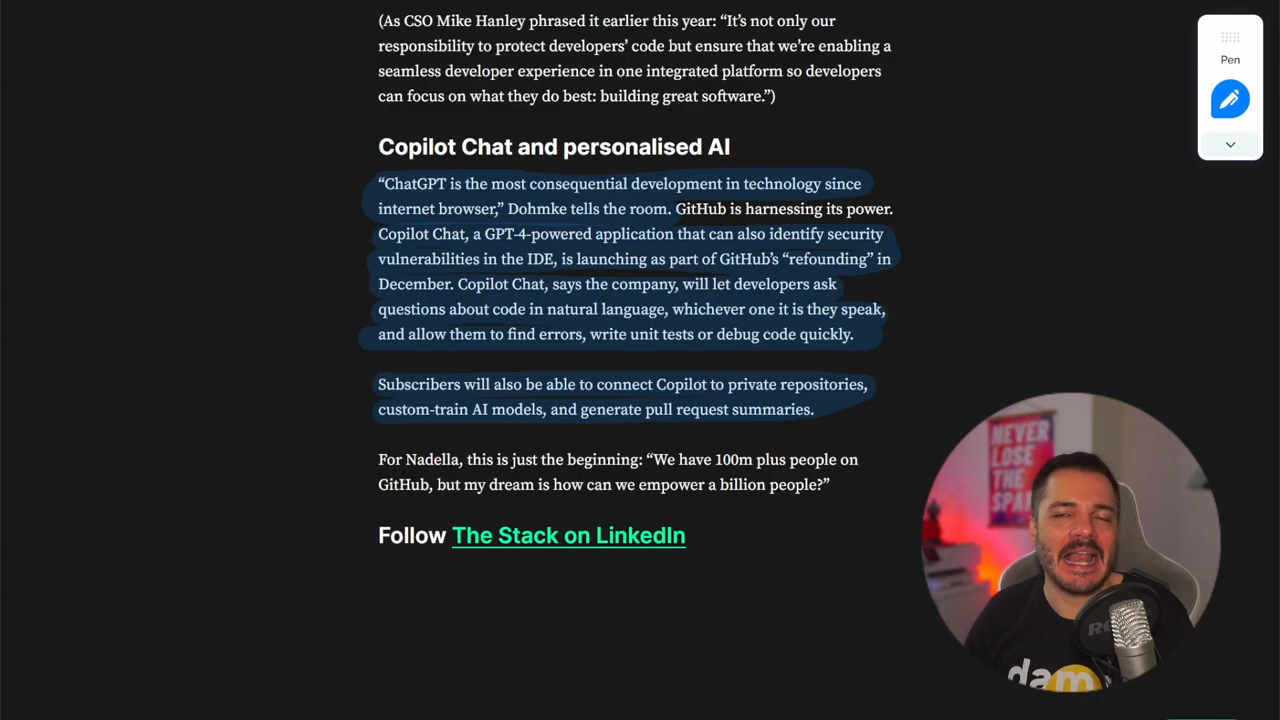 (As CSO Mike Hanley phrased it earlier this year: “It’s not only our
responsibility to protect developers’ code but ensure that we’re enabling a
seamless developer experience in one integrated platform so developers
can focus on what they do best: building great software.”)
Pen
Copilot Chat and personalised AI
“ChatGPT is the most consequential development in technology since
internet browser,” Dohmke tells the room. GitHub is harnessing its power.
Copilot Chat, a GPT-4-powered application that can also identify security
vulnerabilities in the IDE, is launching as part of GitHub’s “refounding” in
December. Copilot Chat, says the company, will let developers ask
questions about code in natural language, whichever one it is they speak,
and allow them to find errors, write unit tests or debug code quickly.
Subscribers will also be able to connect Copilot to private repositories,
custom-train AI models, and generate pull request summaries.
For Nadella, this is just the beginning: “We have 100m plus people on
GitHub, but my dream is how can we empower a billion people?”
Follow The Stack on LinkedIn
NEVER
LOSE
THE